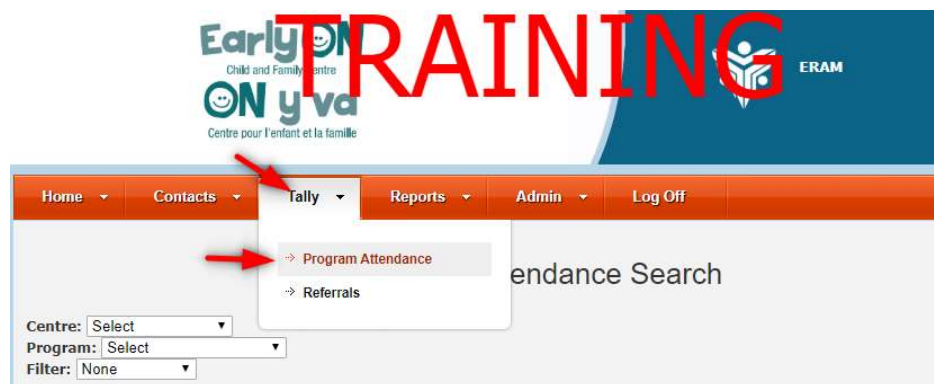 EarlyON
TRAINING
Child and Family Centre
ERAM
ON y va
Centre pour l'enfant et la famille
Home Contacts Tally Reports Admin Log Off
Program Attendance
endance Search
Referrals
Centre: Select
Program: Select
Filter: None